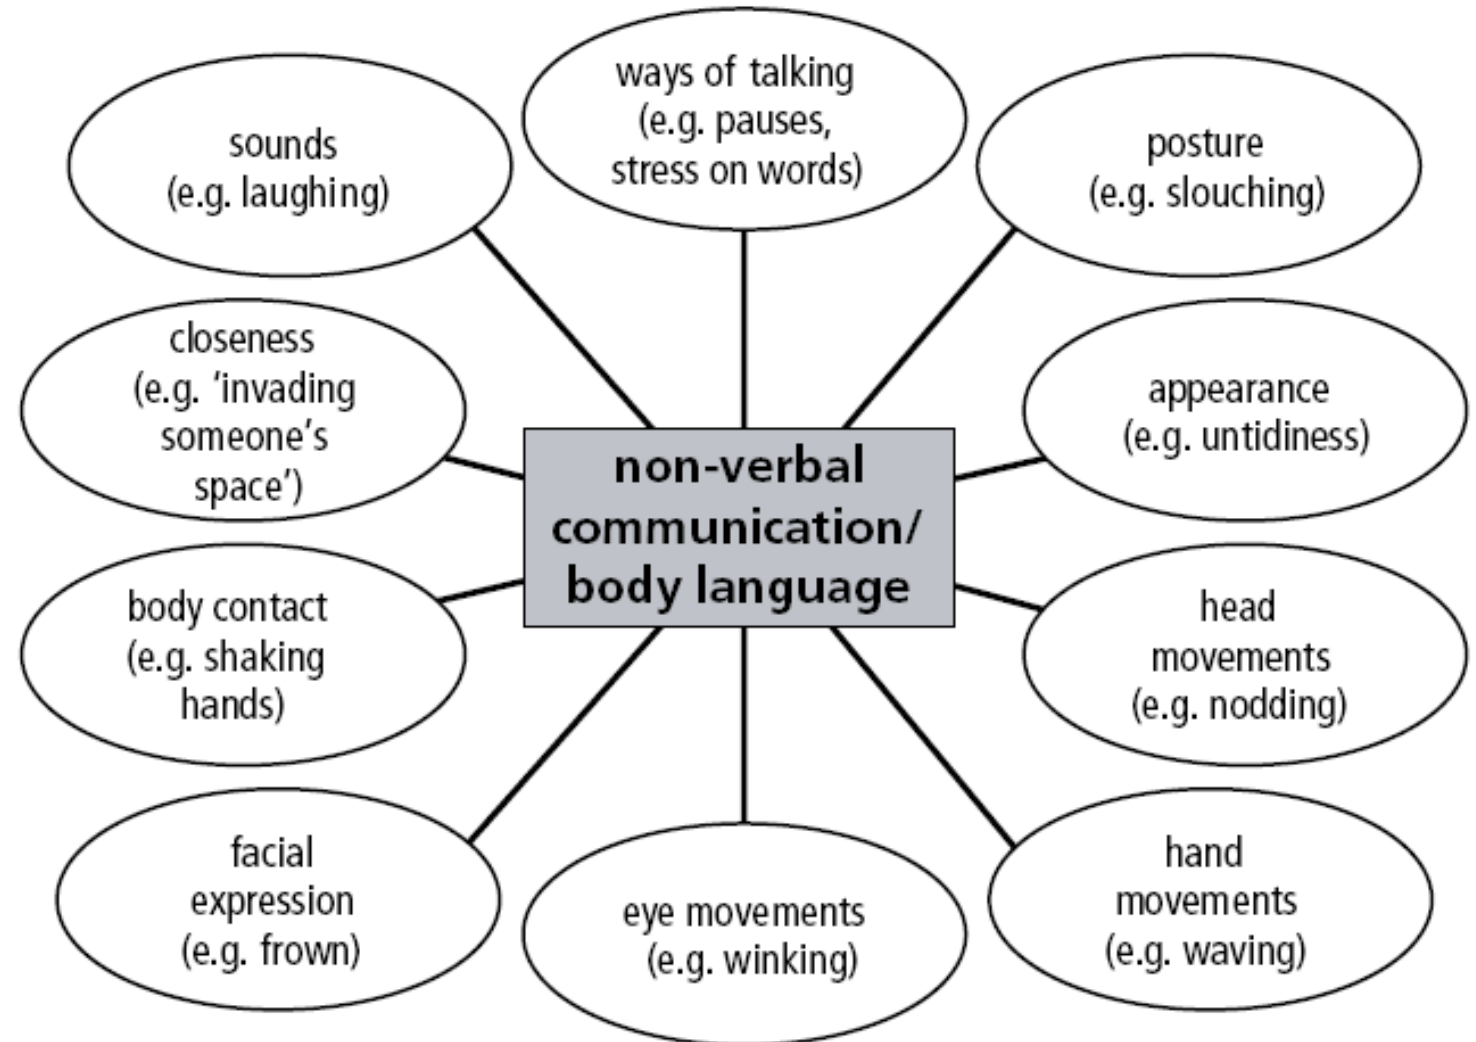 ways of talking
(e.g. pauses,
stress on words)
sounds
(e.g. laughing)
posture
(e.g. slouching)
closeness
(e.g. ‘invading
someone’s
space’)
appearance
(e.g. untidiness)
non-verbal
communication/
body language
body contact
(e.g. shaking
hands)
head
movements
(e.g. nodding)
facial
expression
(e.g. frown)
eye movements
(e.g. winking)
hand
movements
(e.g. waving)